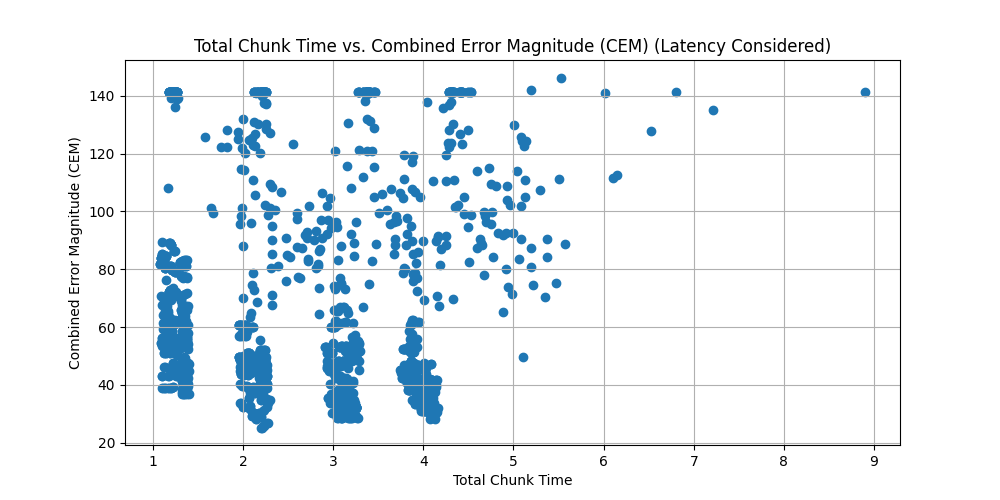 Total Chunk Time vs. Combined Error Magnitude (CEM) (Latency Considered)
Combined Error Magnitude (CEM)
140
120
100
80
60
40
20
1 2 3 4 5 6 7 8 9
Total Chunk Time